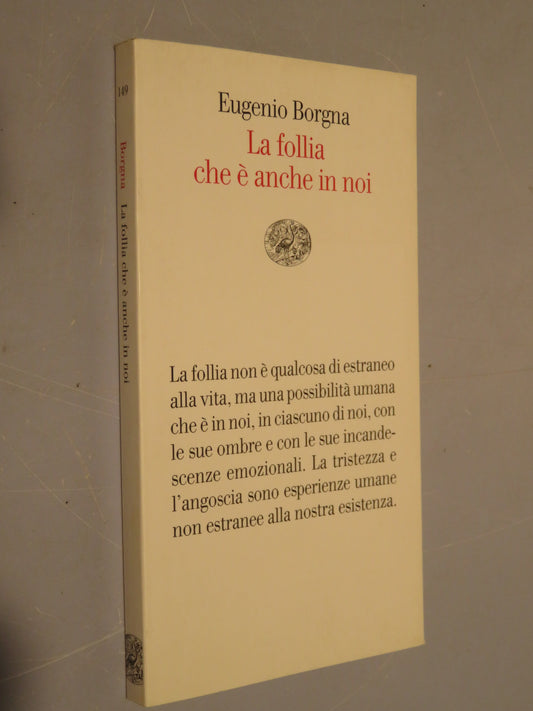 Eugenio Borgna
La follia
che è anche in noi
La follia non è qualcosa di estraneo
alla vita, ma una possibilità umana
che è in noi, in ciascuno di noi, con
le sue ombre e con le sue incande-
scenze emozionali. La tristezza e
l'angoscia sono esperienze umane
non estranee alla nostra esistenza.
149
Borgna La follia che è anche in noi